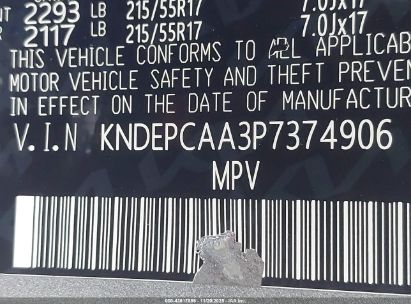 NT 2293 LB 215/55R17 7.0Jx17
2117 LB 215/55R17 7.0Jx17
THIS VEHICLE CONFORMS TO ALL APPLICAB
MOTOR VEHICLE SAFETY AND THEFT PREVEN
IN EFFECT ON THE DATE OF MANUFACTUR
V.I.N KNDEPCAA3P7374906
MPV